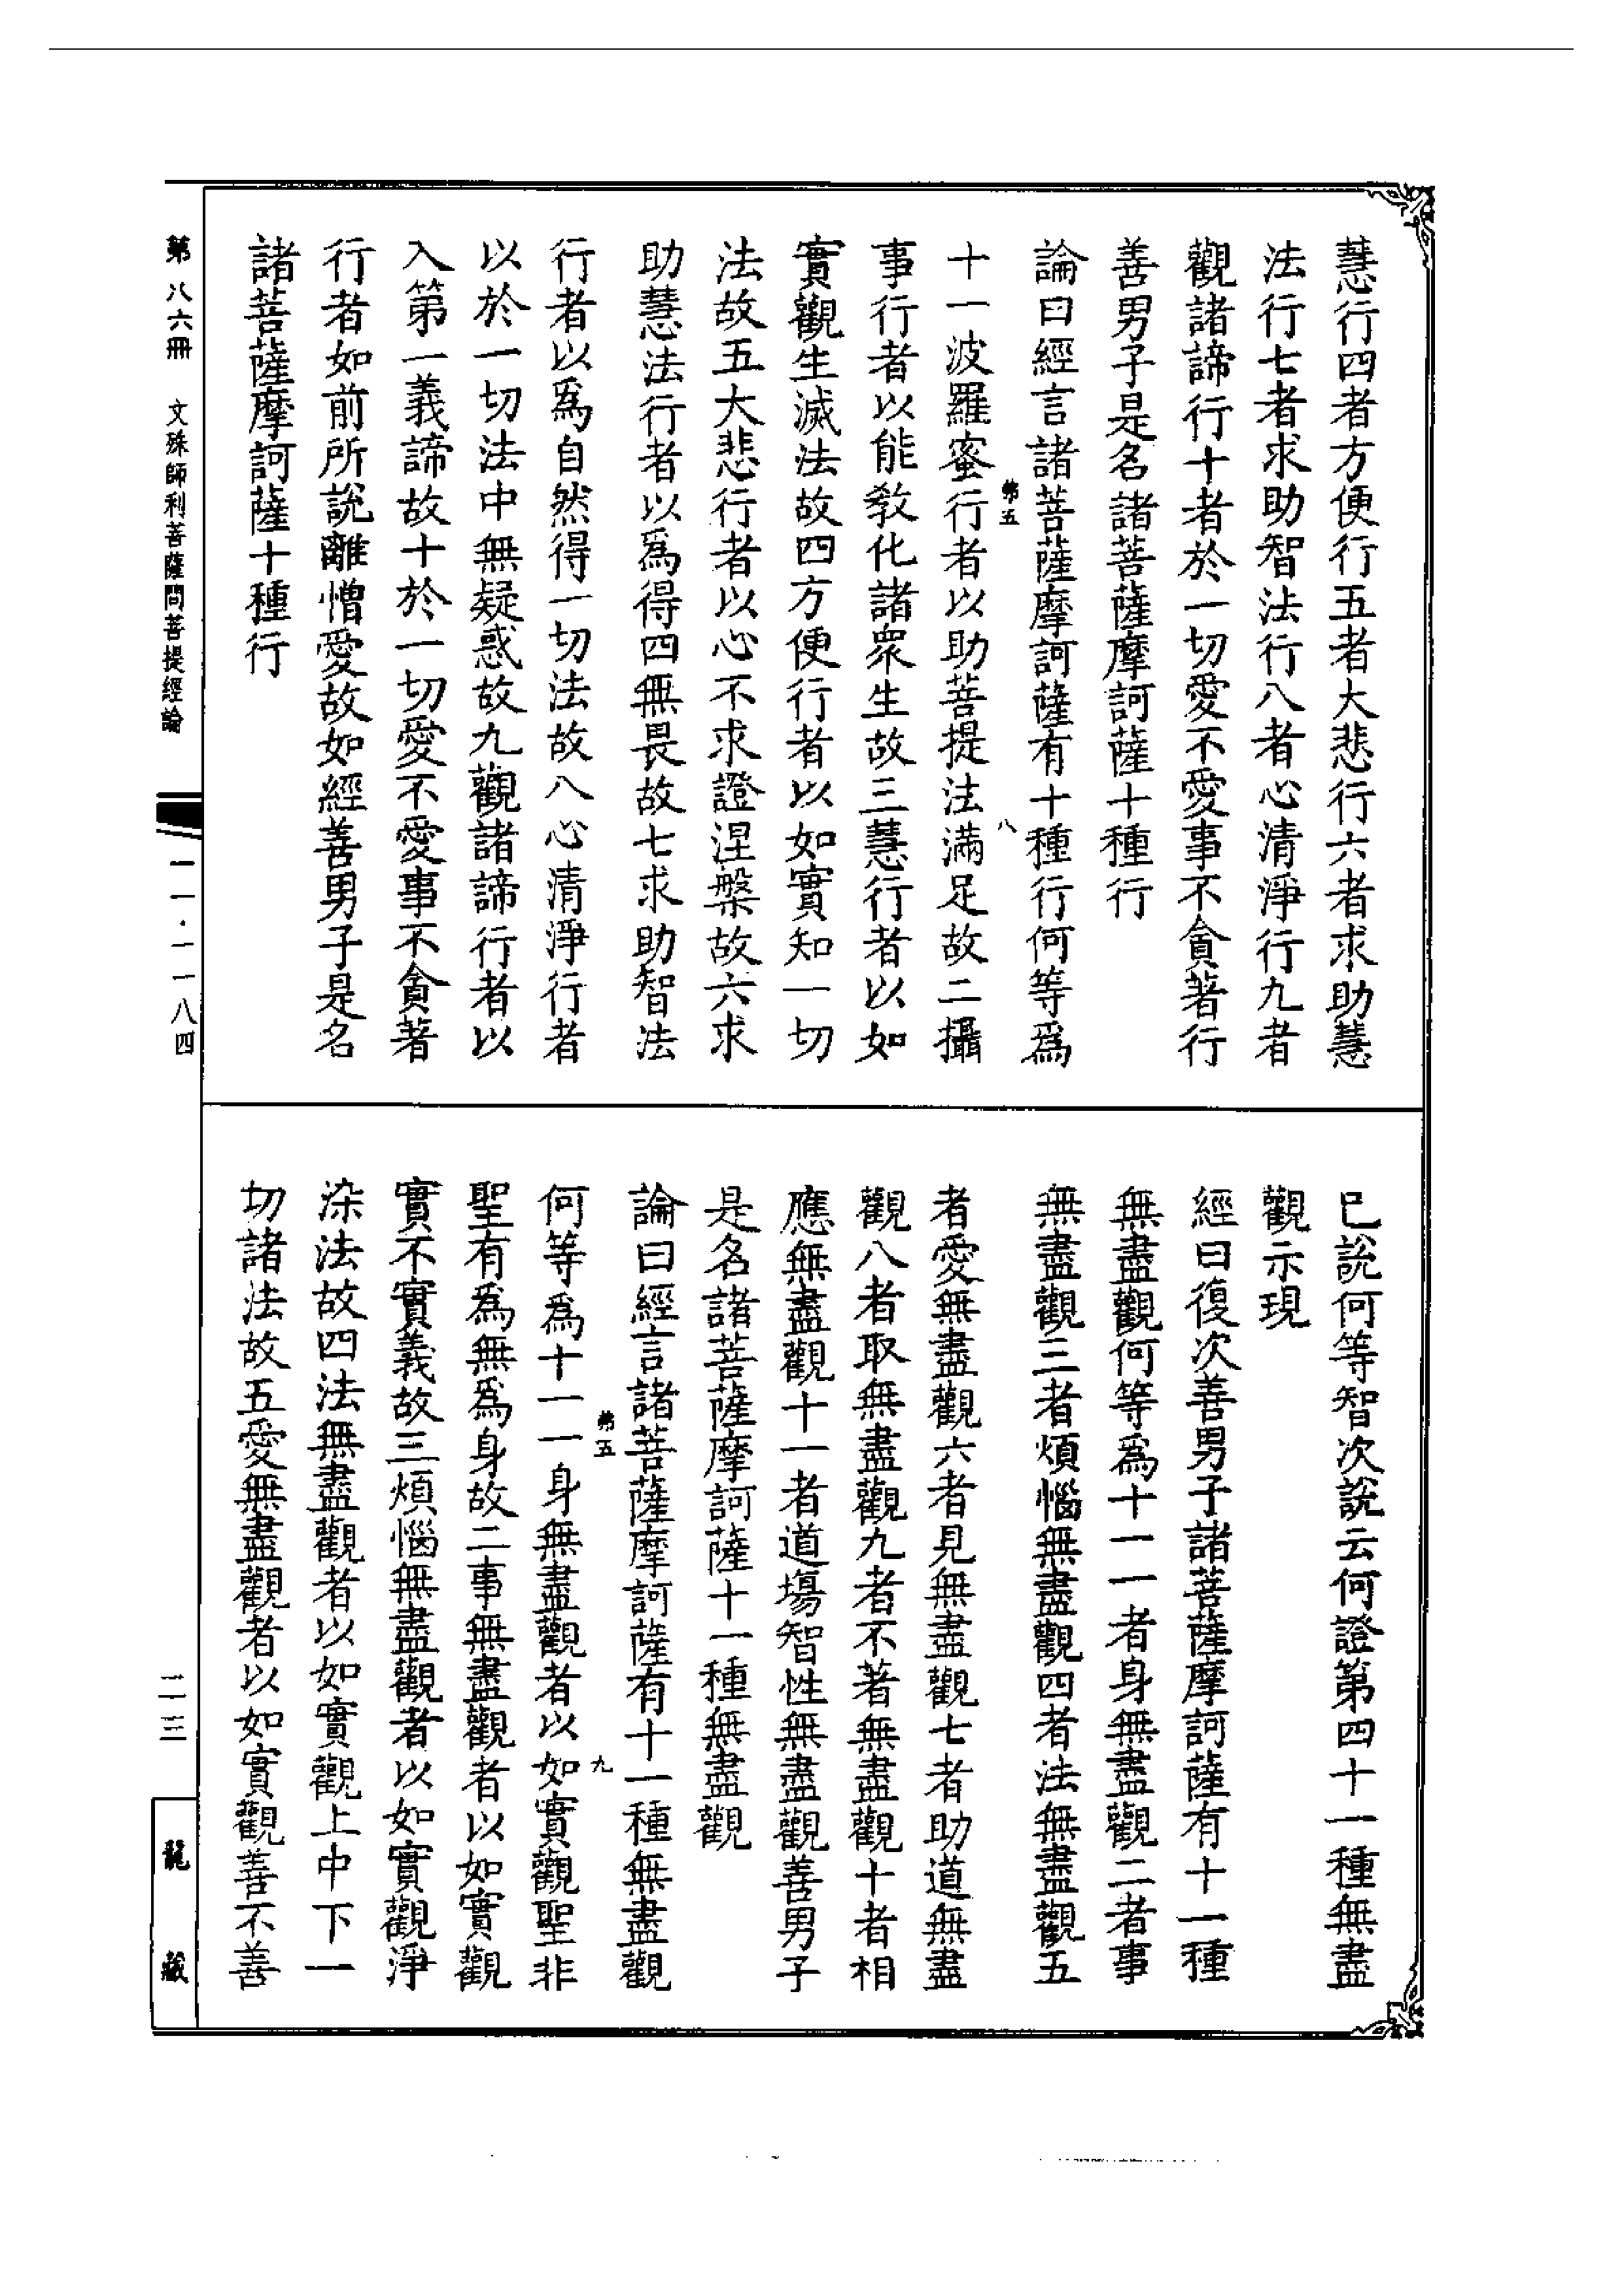 慧行四者方便行五者大悲行六者求助慧
法行七者求助智法行八者心清淨行九者
觀諸諦行十者於一切愛不愛事不貪著行
善男子是名諸菩薩摩訶薩十種行
論曰經言諸菩薩摩訶薩有十種行何等爲
弟五
八
十一波羅蜜行者以助菩提法滿足故二攝
事行者以能教化諸衆生故三慧行者以如
實觀生滅法故四方便行者以如實知一切
法故五大悲行者以心不求證涅槃故六求
助慧法行者以爲得四無畏故七求助智法
行者以爲自然得一切法故八心清淨行者
以於一切法中無疑惑故九觀諸諦行者以
入第一義諦故十於一切愛不愛事不貪著
行者如前所說離憎愛故如經善男子是名
諸菩薩摩訶薩十種行
已說何等智次說云何證第四十一種無盡
觀示現
經曰復次善男子諸菩薩摩訶薩有十一種
無盡觀何等爲十一一者身無盡觀二者事
無盡觀三者煩惱無盡觀四者法無盡觀五
者愛無盡觀六者見無盡觀七者助道無盡
觀八者取無盡觀九者不著無盡觀十者相
應無盡觀十一者道場智性無盡觀善男子
是名諸菩薩摩訶薩十一種無盡觀
論曰經言諸菩薩摩訶薩有十一種無盡觀
弟五
九
何等爲十一一身無盡觀者以如實觀聖非
聖有爲無爲身故二事無盡觀者以如實觀
實不實義故三煩惱無盡觀者以如實觀淨
染法故四法無盡觀者以如實觀上中下一
切諸法故五愛無盡觀者以如實觀善不善
第八六冊 文殊師利菩薩問菩提經論
一一·一一八四
二三
龍藏